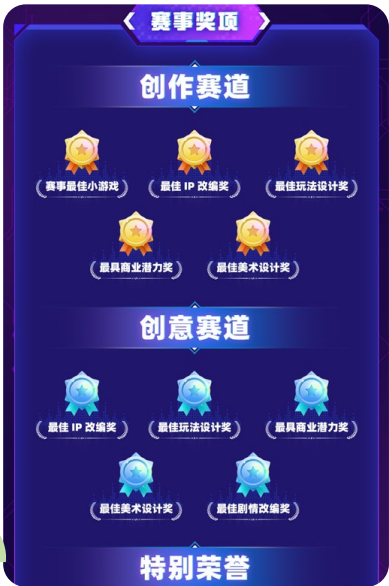 赛事奖项
创作赛道
赛事最佳小游戏 最佳 IP 改编奖 最佳玩法设计奖
最具商业潜力奖 最佳美术设计奖
创意赛道
最佳 IP 改编奖 最佳玩法设计奖 最具商业潜力奖
最佳美术设计奖 最佳剧情改编奖
特别荣誉